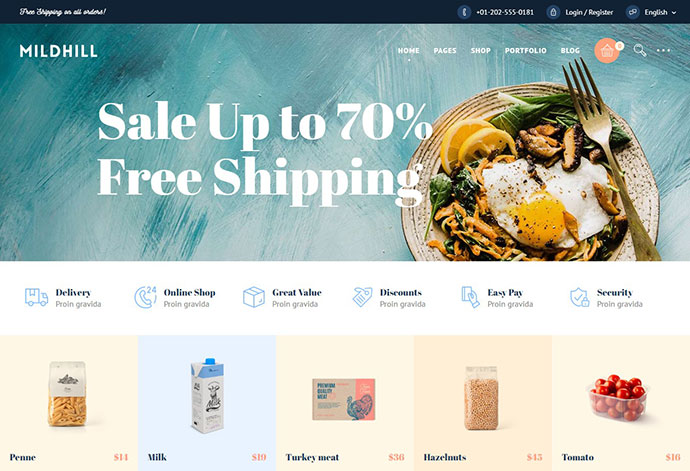 Free Shipping on all orders!
+01-202-555-0181
Login / Register
English
MILDHILL
HOME
PAGES
SHOP
PORTFOLIO
BLOG
0
Sale Up to 70%
Free Shipping
Delivery
Proin gravida
24
Online Shop
Proin gravida
Great Value
Proin gravida
Discounts
Proin gravida
Easy Pay
Proin gravida
Security
Proin gravida
Milk
PREMIUM
QUALITY
MEAT
Penne
$14
Milk
$19
Turkey meat
$36
Hazelnuts
$45
Tomato
$16